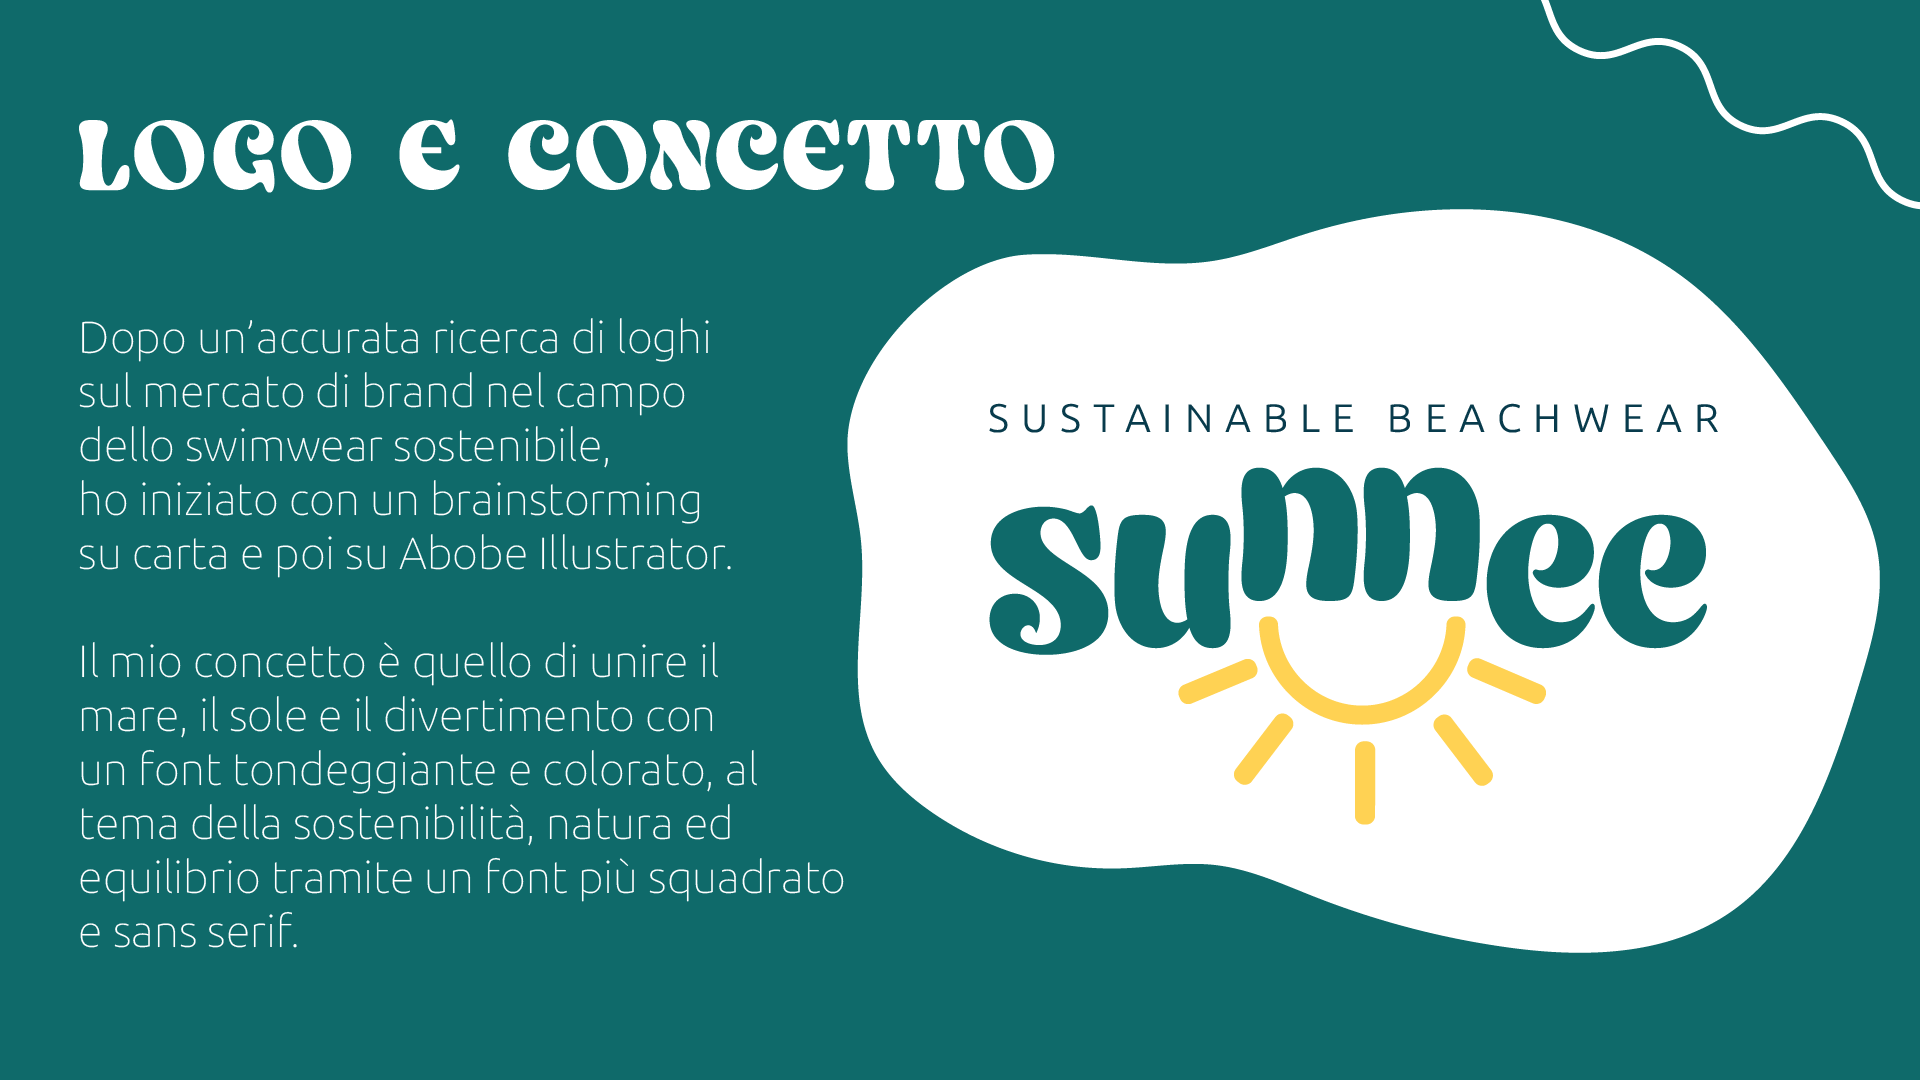 LOGO E CONCETTO
Dopo un’accurata ricerca di loghi
sul mercato di brand nel campo
dello swimwear sostenibile,
ho iniziato con un brainstorming
su carta e poi su Abobe Illustrator.
Il mio concetto è quello di unire il
mare, il sole e il divertimento con
un font tondeggiante e colorato, al
tema della sostenibilità, natura ed
equilibrio tramite un font più squadrato
e sans serif.
SUSTAINABLE BEACHWEAR
sunnee